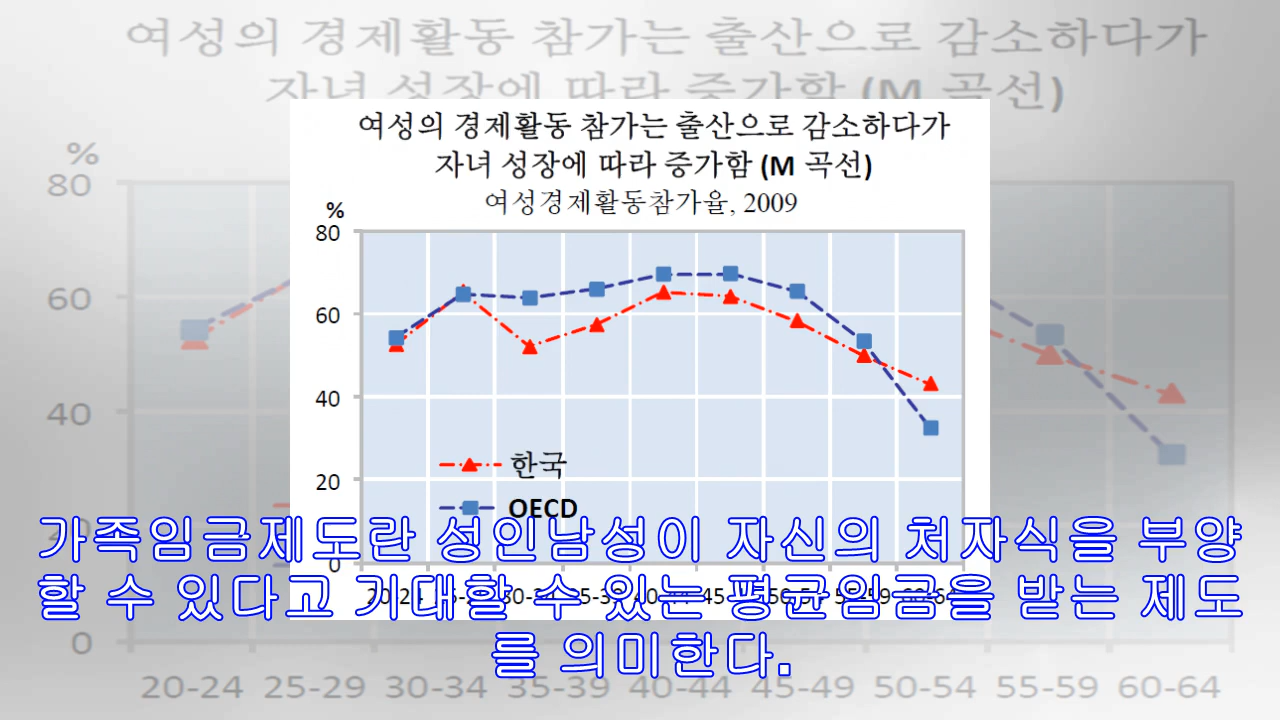 여성의 경제활동 참가는 출산으로 감소하다가
자녀 성장에 따라 증가함 (M 곡선)
여성의 경제활동 참가는 출산으로 감소하다가
자녀 성장에 따라 증가함 (M 곡선)
여성경제활동참가율, 2009
%
80
60
40
20
0
%
80
60
40
0
한국
OECD
가족임금제도란 성인남성이 자신의 처자식을 부양
할 수 있다고 기대할 수있는 평균임금을 받는 제도
를 의미한다.
20-24 25-29 30-34 35-39 40-44 45-49 50-54 55-59 60-64